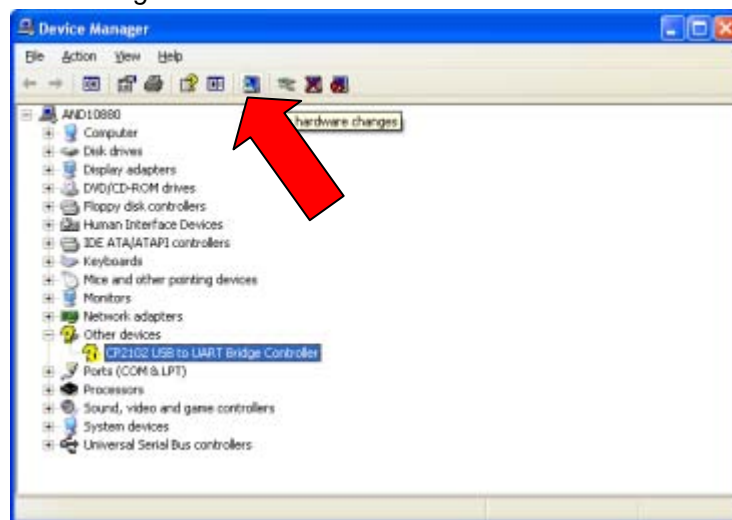 Device Manager
File Action View Help
hardware changes
AND10880
Computer
Disk drives
Display adapters
DVD/CD-ROM drives
Floppy disk controllers
Human Interface Devices
IDE ATA/ATAPI controllers
Keyboards
Mice and other pointing devices
Monitors
Network adapters
Other devices
CP2102 USB to UART Bridge Controller
Ports (COM & LPT)
Processors
Sound, video and game controllers
System devices
Universal Serial Bus controllers